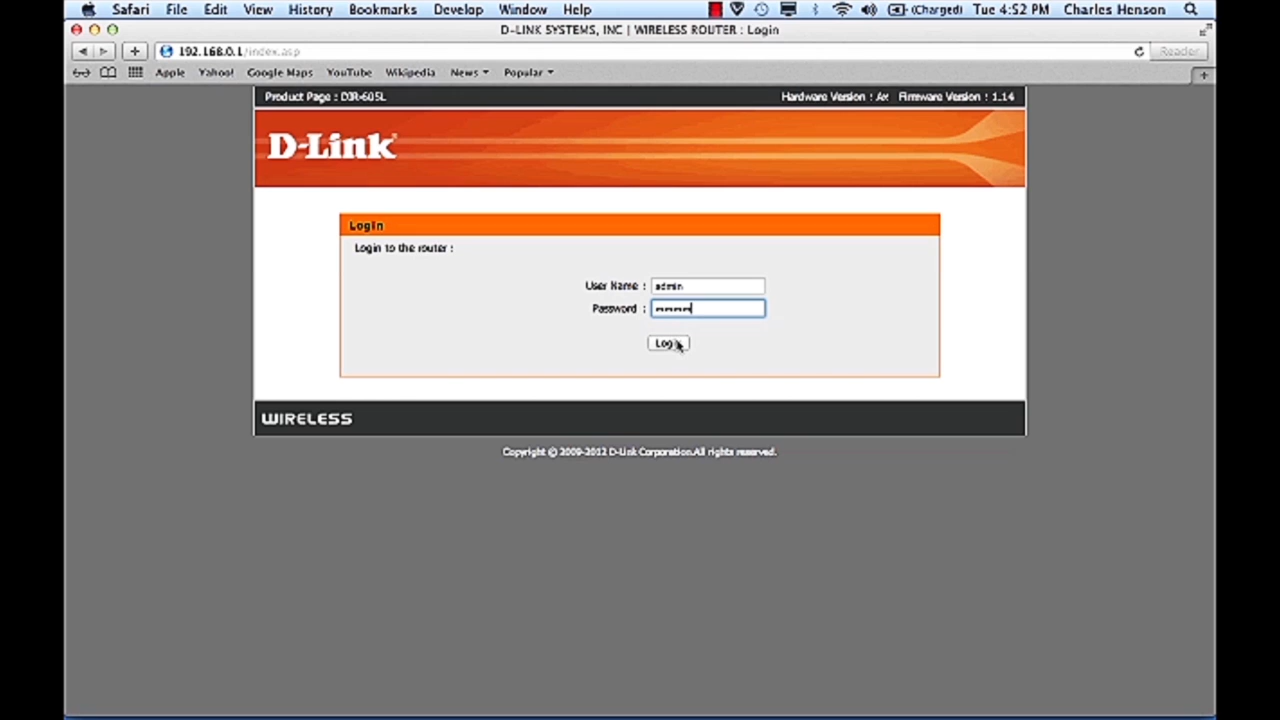 Safari File Edit View History Bookmarks Develop Window Help (Charged) Tue 4:52 PM Charles Henson
D-LINK SYSTEMS, INC | WIRELESS ROUTER : Login
192.168.0.1/index.asp Reader
Apple Yahoo! Google Maps YouTube Wikipedia News Popular
Product Page : DIR-605L Hardware Version : Ax Firmware Version : 1.14
D-Link
Login
Login to the router :
User Name : admin
Password :
Login
WIRELESS
Copyright © 2009-2012 D-Link Corporation.All rights reserved.